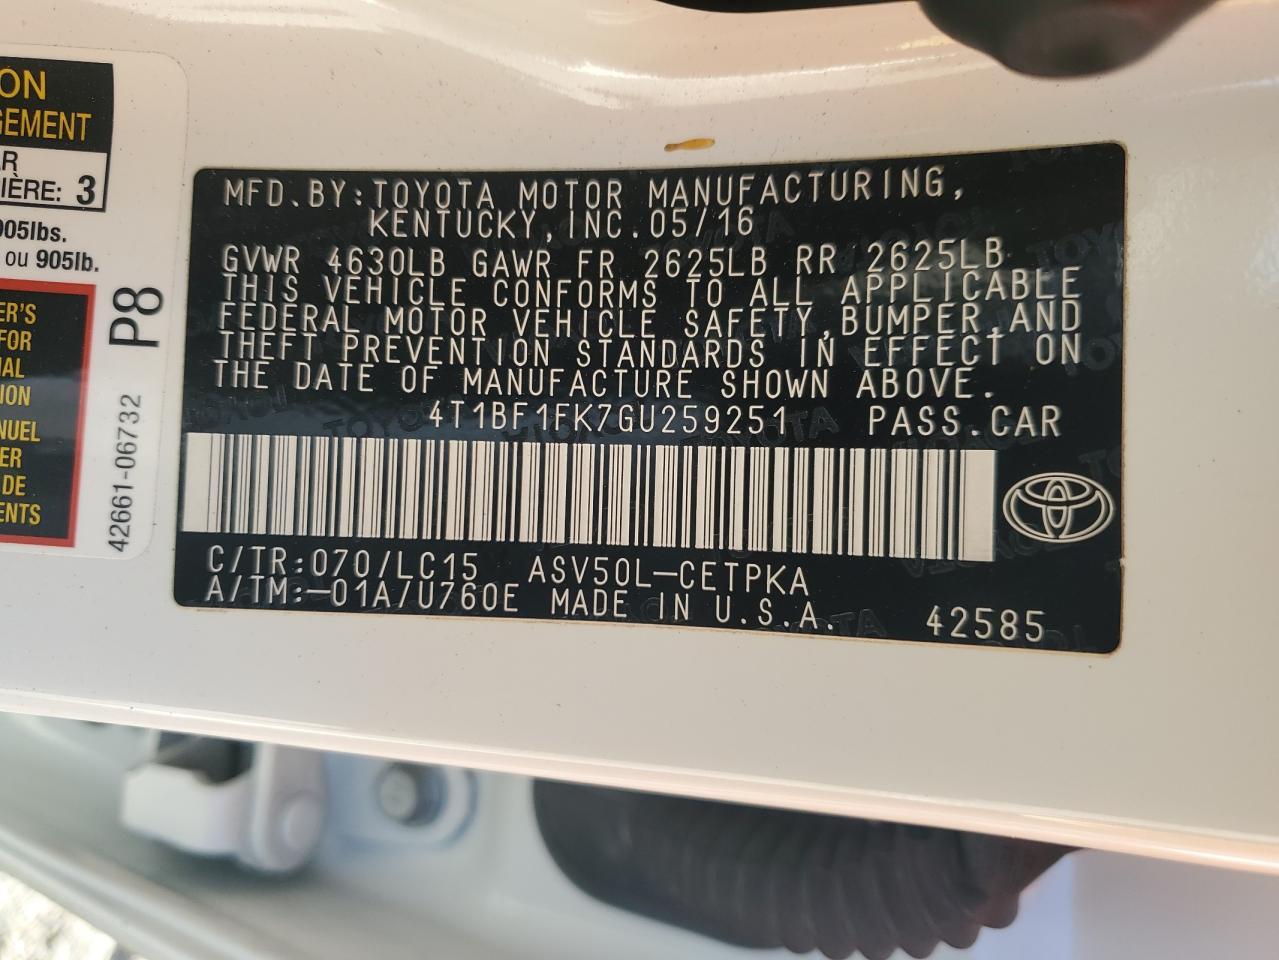 ON
GEMENT
AR
IÈRE: 3
905lbs.
ou 905lb.
ER'S
FOR
NAL
TION
NUEL
ER
DE
ENTS
P8
42661-06732
MFD.BY:TOYOTA MOTOR MANUFACTURING,
KENTUCKY,INC.05/16
GVWR 4630LB GAWR FR 2625LB RR 2625LB
THIS VEHICLE CONFORMS TO ALL APPLICABLE
FEDERAL MOTOR VEHICLE SAFETY,BUMPER,AND
THEFT PREVENTION STANDARDS IN EFFECT ON
THE DATE OF MANUFACTURE SHOWN ABOVE.
4T1BF1FK7GU259251 PASS.CAR
C/TR:070/LC15 ASV50L-CETPKA
A/TM:-01A/U760E MADE IN U.S.A. 42585